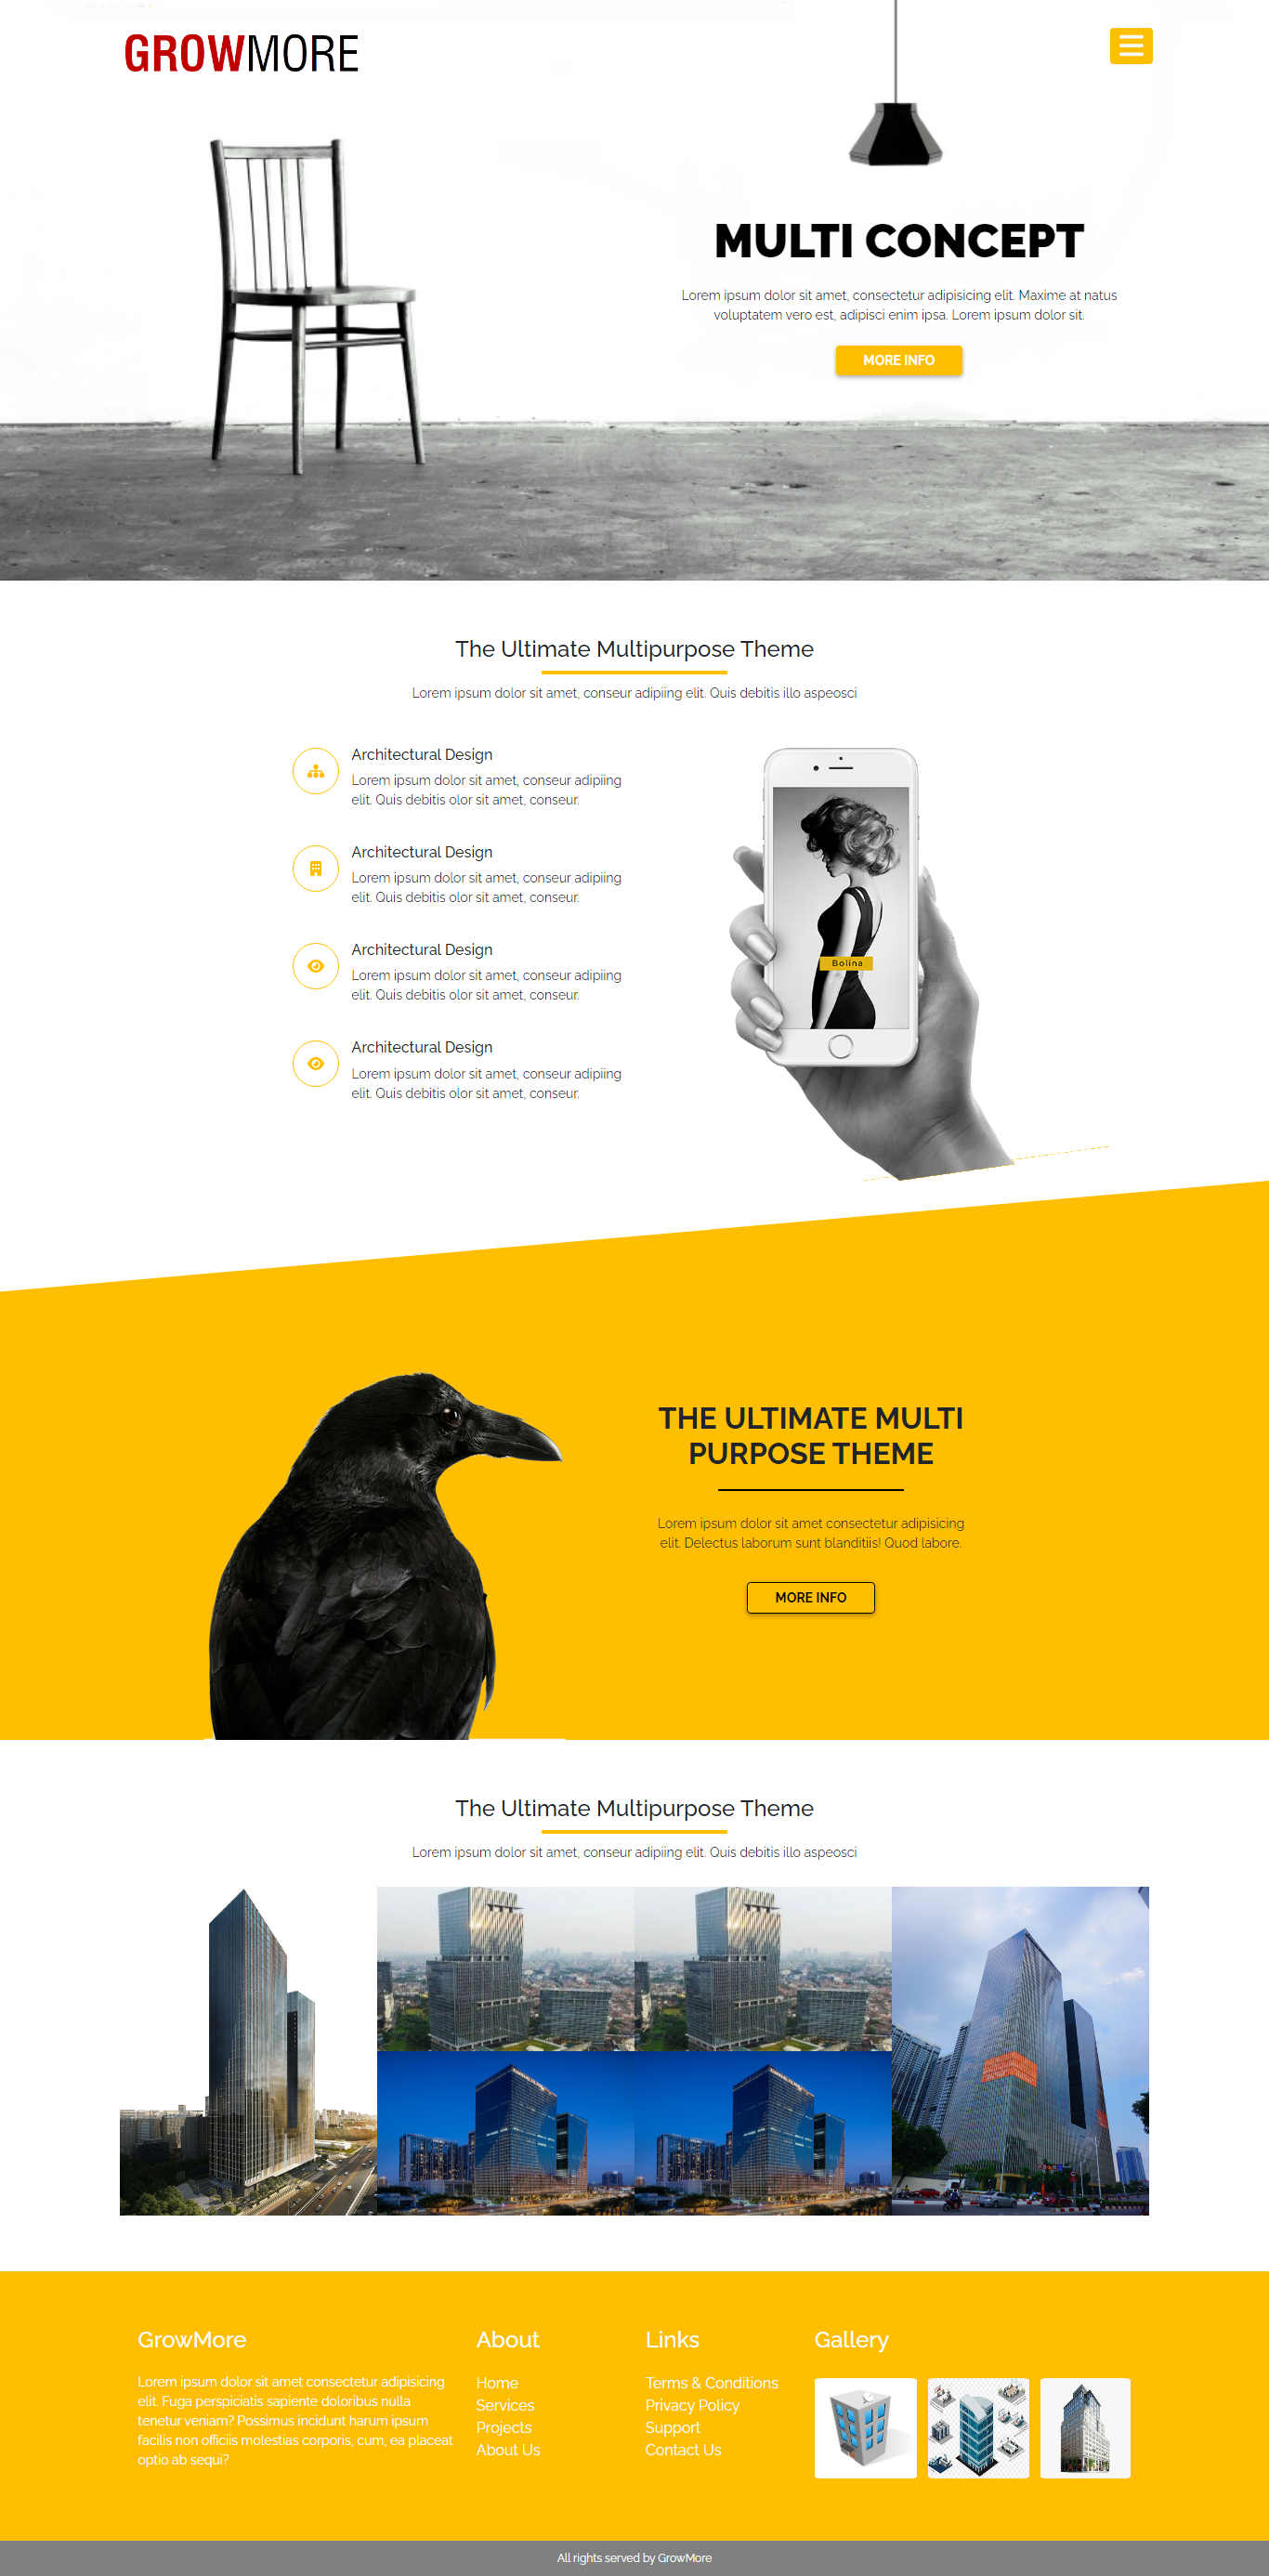 GROWMORE
MULTI CONCEPT
Lorem ipsum dolor sit amet, consectetur adipisicing elit. Maxime at natus
voluptatem vero est, adipisci enim ipsa. Lorem ipsum dolor sit.
MORE INFO
The Ultimate Multipurpose Theme
Lorem ipsum dolor sit amet, conseur adipiing elit. Quis debitis illo aspeosci
Architectural Design
Lorem ipsum dolor sit amet, conseur adipiing
elit. Quis debitis olor sit amet, conseur.
Architectural Design
Lorem ipsum dolor sit amet, conseur adipiing
elit. Quis debitis olor sit amet, conseur.
Architectural Design
Lorem ipsum dolor sit amet, conseur adipiing
elit. Quis debitis olor sit amet, conseur.
Architectural Design
Lorem ipsum dolor sit amet, conseur adipiing
elit. Quis debitis olor sit amet, conseur.
Bolina
THE ULTIMATE MULTI
PURPOSE THEME
Lorem ipsum dolor sit amet consectetur adipisicing
elit. Delectus laborum sunt blanditiis! Quod labore.
MORE INFO
The Ultimate Multipurpose Theme
Lorem ipsum dolor sit amet, conseur adipiing elit. Quis debitis illo aspeosci
GrowMore
Lorem ipsum dolor sit amet consectetur adipisicing
elit. Fuga perspiciatis sapiente doloribus nulla
tenetur veniam? Possimus incidunt harum ipsum
facilis non officiis molestias corporis, cum, ea placeat
optio ab sequi?
About
Home
Services
Projects
About Us
Links
Terms & Conditions
Privacy Policy
Support
Contact Us
Gallery
All rights served by GrowMore